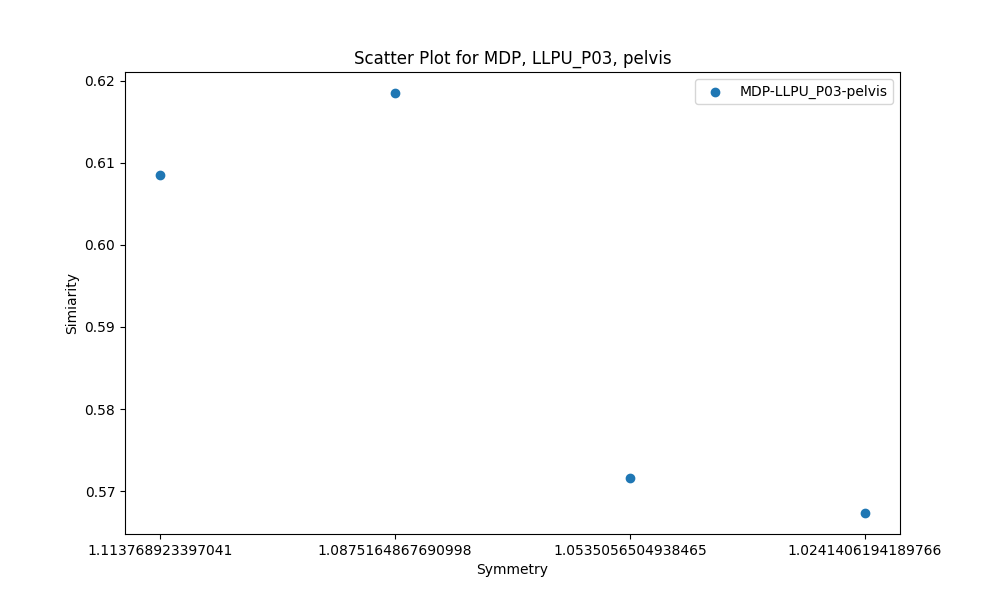 Scatter Plot for MDP, LLPU_P03, pelvis
MDP-LLPU_P03-pelvis
0.62
0.61
0.60
0.59
0.58
0.57
Simiarity
1.113768923397041
1.0875164867690998
1.0535056504938465
1.0241406194189766
Symmetry